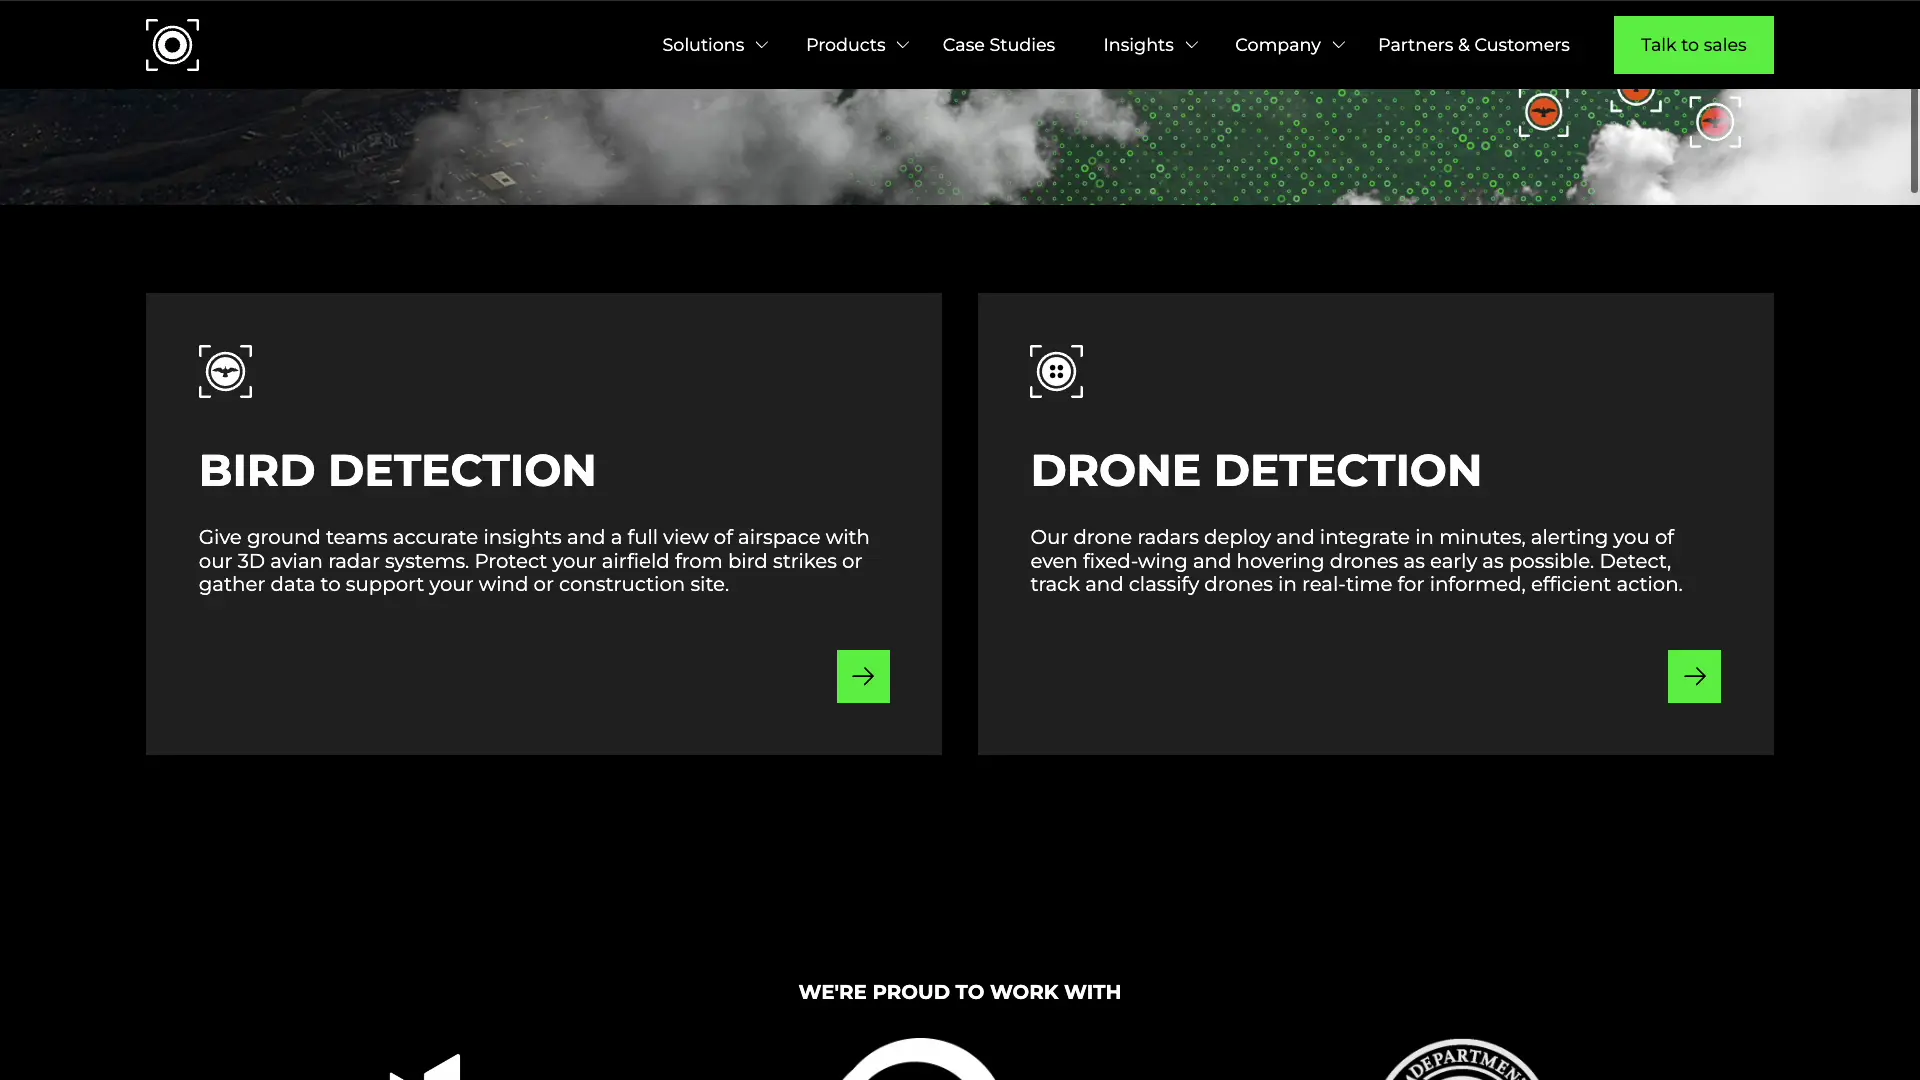 Solutions
Products
Case Studies
Insights
Company
Partners & Customers
Talk to sales
BIRD DETECTION
Give ground teams accurate insights and a full view of airspace with
our 3D avian radar systems. Protect your airfield from bird strikes or
gather data to support your wind or construction site.
DRONE DETECTION
Our drone radars deploy and integrate in minutes, alerting you of
even fixed-wing and hovering drones as early as possible. Detect,
track and classify drones in real-time for informed, efficient action.
WE'RE PROUD TO WORK WITH